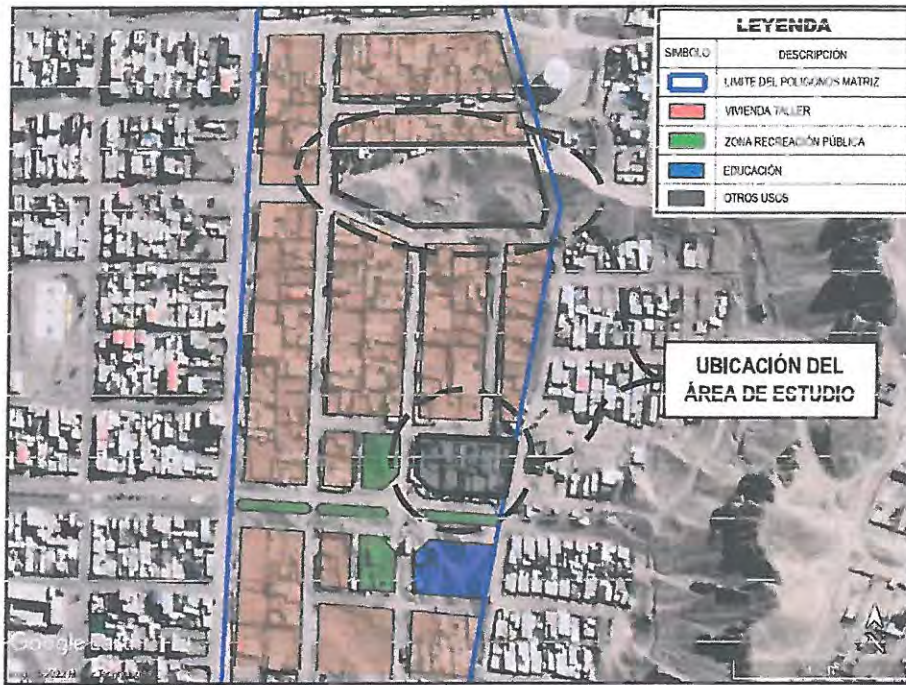 LEYENDA
SIMBOLO DESCRIPCIÓN
LIMITE DEL POLIGONOS MATRIZ
VIVIENDA TALLER
ZONA RECREACIÓN PÚBLICA
EDUCACIÓN
OTROS USOS
UBICACIÓN DEL
ÁREA DE ESTUDIO
Google Earth